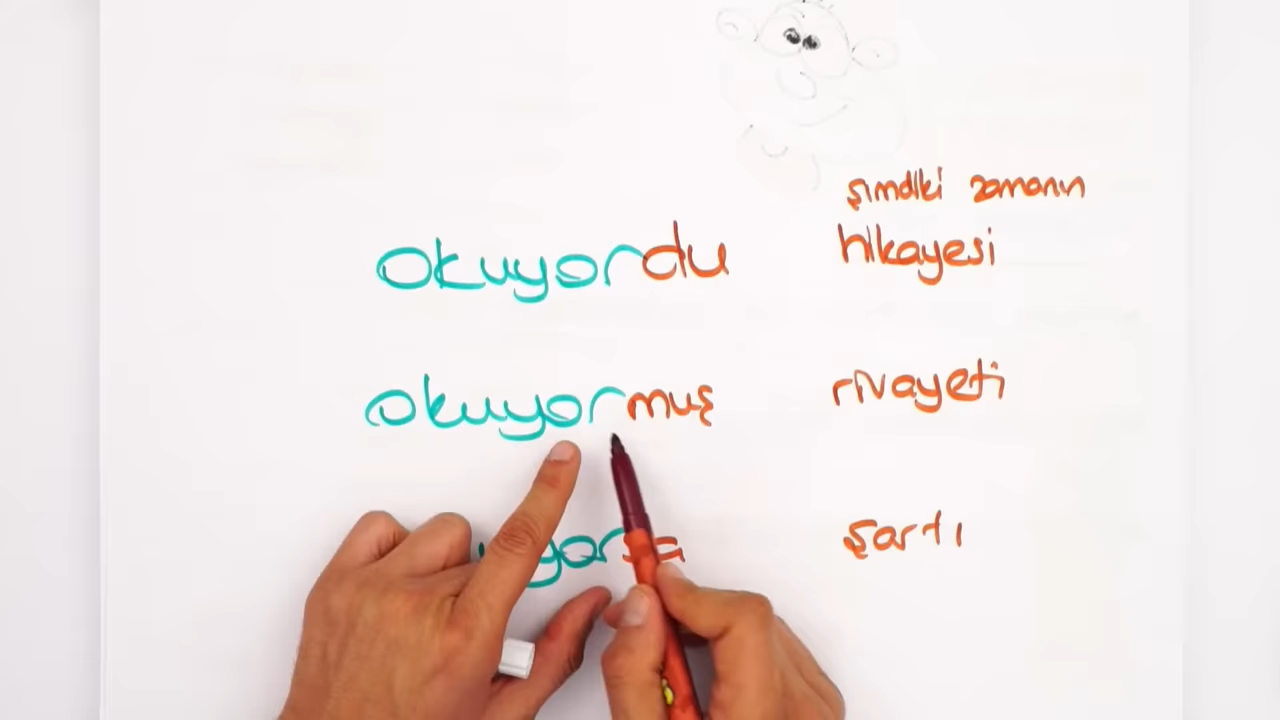 şimdiki zamanın
okuyordu hikayesi
okuyormuş rivayeti
şartı